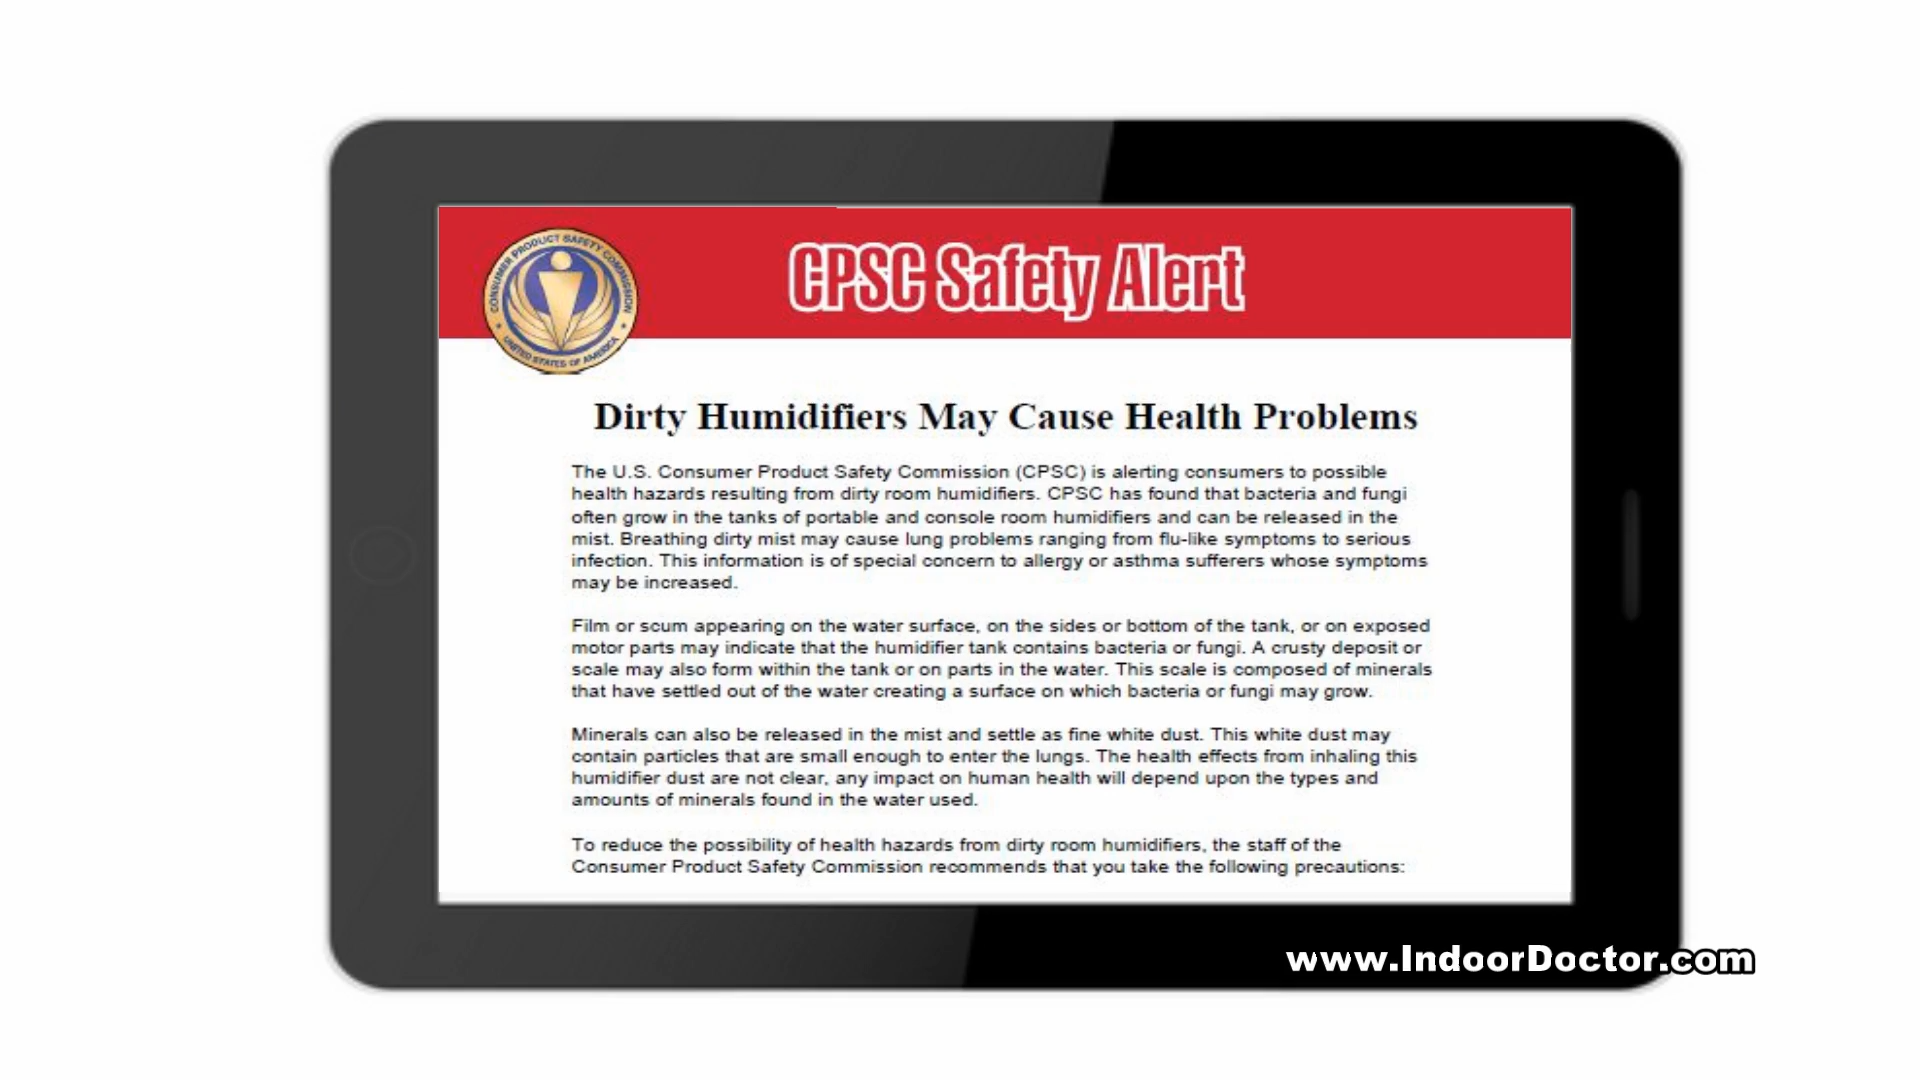 CONSUMER PRODUCT SAFETY COMMISSION
UNITED STATES OF AMERICA
CPSC Safety Alert
Dirty Humidifiers May Cause Health Problems
The U.S. Consumer Product Safety Commission (CPSC) is alerting consumers to possible
health hazards resulting from dirty room humidifiers. CPSC has found that bacteria and fungi
often grow in the tanks of portable and console room humidifiers and can be released in the
mist. Breathing dirty mist may cause lung problems ranging from flu-like symptoms to serious
infection. This information is of special concern to allergy or asthma sufferers whose symptoms
may be increased.
Film or scum appearing on the water surface, on the sides or bottom of the tank, or on exposed
motor parts may indicate that the humidifier tank contains bacteria or fungi. A crusty deposit or
scale may also form within the tank or on parts in the water. This scale is composed of minerals
that have settled out of the water creating a surface on which bacteria or fungi may grow.
Minerals can also be released in the mist and settle as fine white dust. This white dust may
contain particles that are small enough to enter the lungs. The health effects from inhaling this
humidifier dust are not clear, any impact on human health will depend upon the types and
amounts of minerals found in the water used.
To reduce the possibility of health hazards from dirty room humidifiers, the staff of the
Consumer Product Safety Commission recommends that you take the following precautions:
www.IndoorDoctor.com